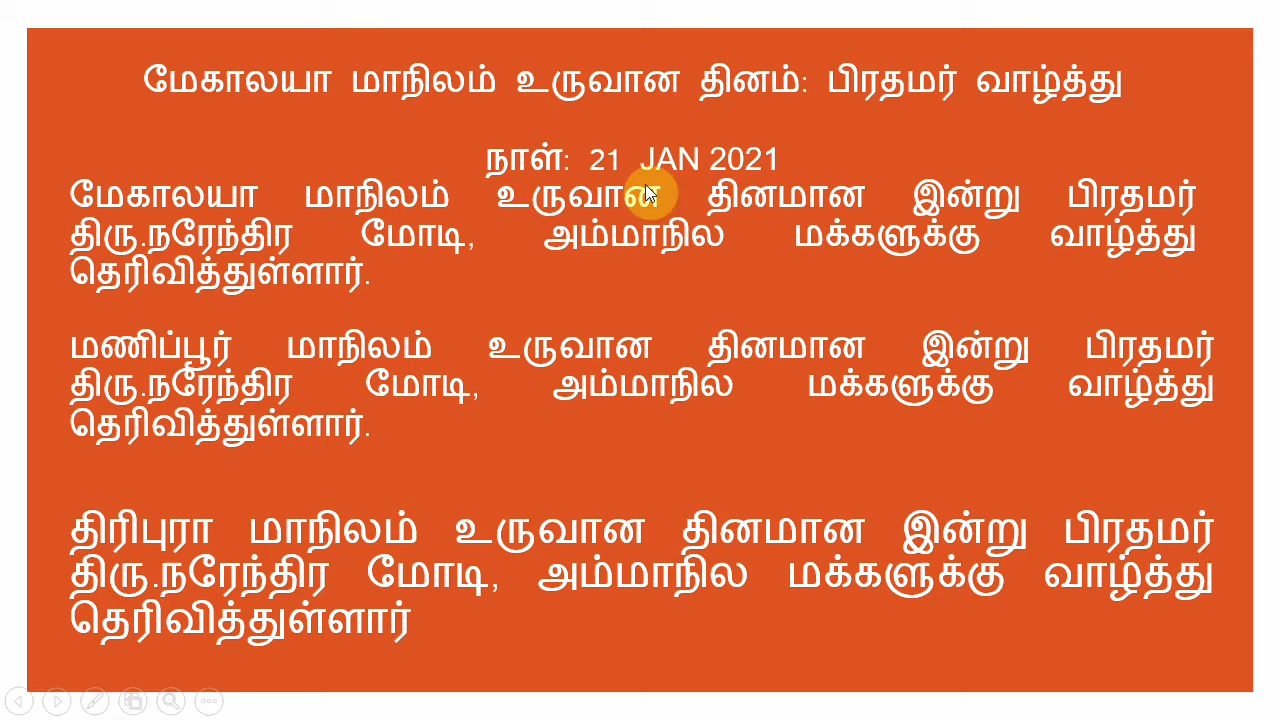 மேகாலயா மாநிலம் உருவான தினம்: பிரதமர் வாழ்த்து
நாள்: 21 JAN 2021
மேகாலயா மாநிலம் உருவான தினமான இன்று பிரதமர்
திரு.நரேந்திர மோடி, அம்மாநில மக்களுக்கு வாழ்த்து
தெரிவித்துள்ளார்.
மணிப்பூர் மாநிலம் உருவான தினமான இன்று பிரதமர்
திரு.நரேந்திர மோடி, அம்மாநில மக்களுக்கு வாழ்த்து
தெரிவித்துள்ளார்.
திரிபுரா மாநிலம் உருவான தினமான இன்று பிரதமர்
திரு.நரேந்திர மோடி, அம்மாநில மக்களுக்கு வாழ்த்து
தெரிவித்துள்ளார்